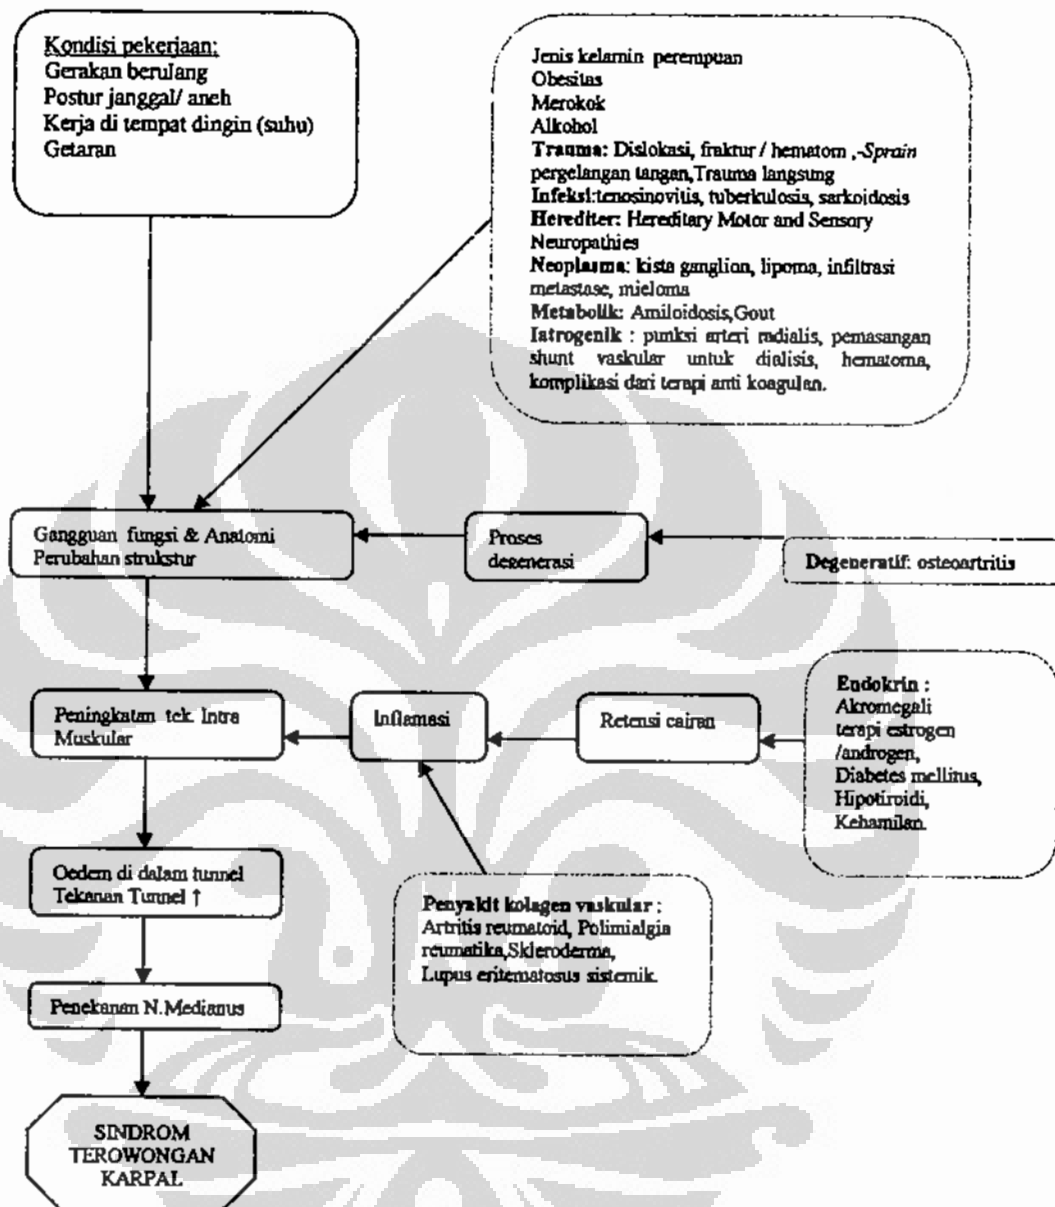 Kondisi pekerjaan:
Gerakan berulang
Postur janggal/ aneh
Kerja di tempat dingin (suhu)
Getaran
Jenis kelamin perempuan
Obesitas
Merokok
Alkohol
Trauma: Dislokasi, fraktur / hematom ,-Sprain
pergelangan tangan,Trauma langsung
Infeksi:tenosinovitis, tuberkulosis, sarkoidosis
Herediter: Hereditary Motor and Sensory
Neuropathies
Neoplasma: kista ganglion, lipoma, infiltrasi
metastase, mieloma
Metabolik: Amiloidosis,Gout
Iatrogenik : punksi arteri radialis, pemasangan
shunt vaskular untuk dialisis, hematoma,
komplikasi dari terapi anti koagulan.
Gangguan fungsi & Anatomi
Perubahan strukstur
Proses
degenerasi
Degeneratif: osteoartritis
Peningkatan tek. Intra
Muskular
Inflamasi
Retensi cairan
Endokrin :
Akromegali
terapi estrogen
/androgen,
Diabetes mellitus,
Hipotiroidi,
Kehamilan.
Oedem di dalam tunnel
Tekanan Tunnel ↑
Penyakit kolagen vaskular :
Artritis reumatoid, Polimialgia
reumatika,Skleroderma,
Lupus eritematosus sistemik.
Penekanan N.Medianus
SINDROM
TEROWONGAN
KARPAL